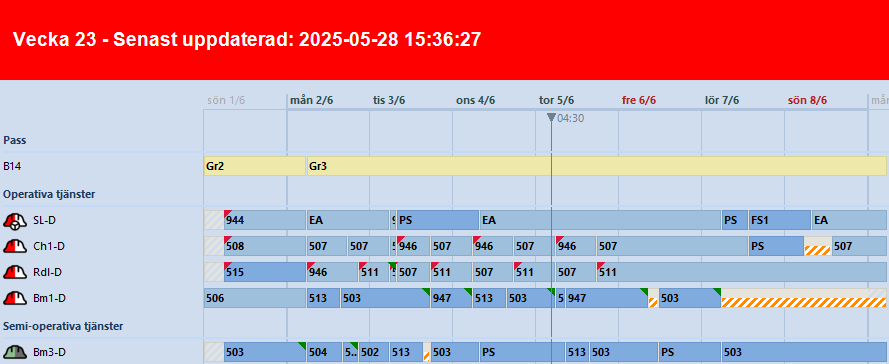 Vecka 23 - Senast uppdaterad: 2025-05-28 15:36:27
sön 1/6 mån 2/6 tis 3/6 ons 4/6 tor 5/6 fre 6/6 lör 7/6 sön 8/6 mån
04:30
Pass
B14 Gr2 Gr3
Operativa tjänster
SL-D 944 EA PS EA PS FS1 EA
Ch1-D 508 507 507 946 507 946 507 946 507 PS 507
Rdl-D 515 946 511 507 511 507 511 507 511
Bm1-D 506 513 503 947 513 503 5 947 503
Semi-operativa tjänster
Bm3-D 503 504 5... 502 513 503 PS 513 503 PS 503